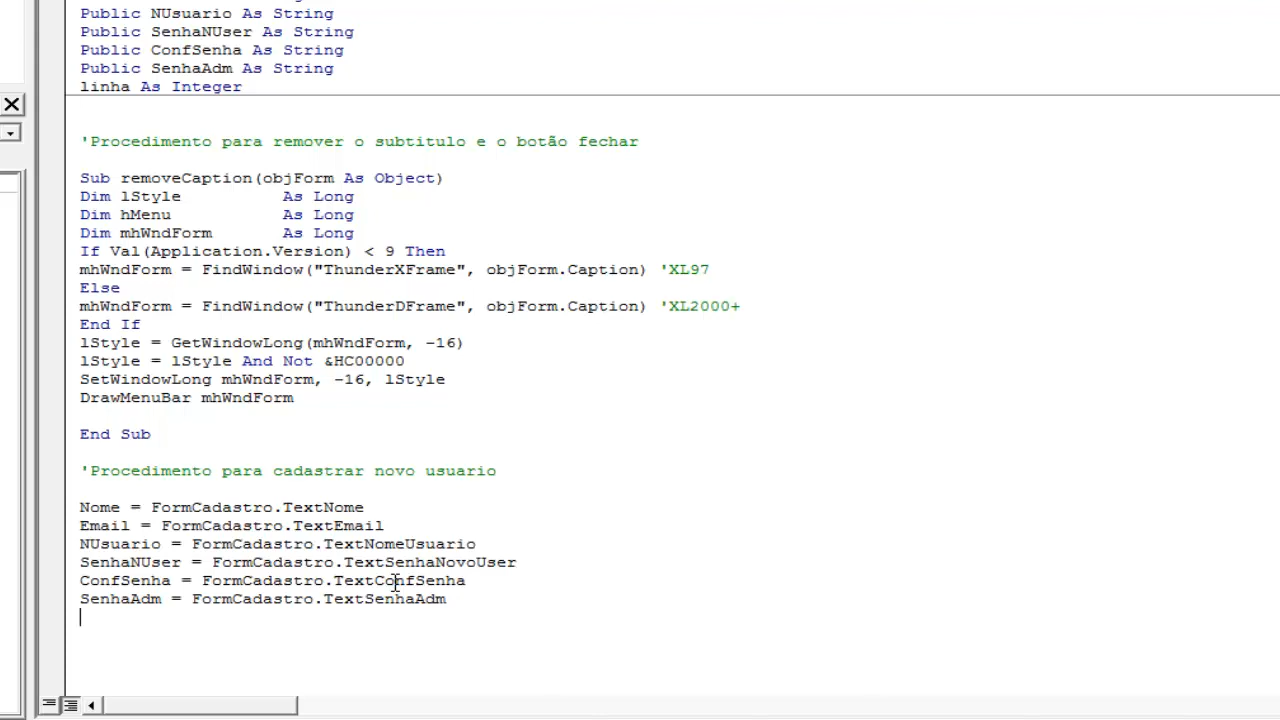 Public NUsuario As String
Public SenhaNUser As String
Public ConfSenha As String
Public SenhaAdm As String
linha As Integer
'Procedimento para remover o subtitulo e o botão fechar
Sub removeCaption(objForm As Object)
Dim lStyle          As Long
Dim hMenu           As Long
Dim mhWndForm       As Long
If Val(Application.Version) < 9 Then
mhWndForm = FindWindow("ThunderXFrame", objForm.Caption) 'XL97
Else
mhWndForm = FindWindow("ThunderDFrame", objForm.Caption) 'XL2000+
End If
lStyle = GetWindowLong(mhWndForm, -16)
lStyle = lStyle And Not &HC00000
SetWindowLong mhWndForm, -16, lStyle
DrawMenuBar mhWndForm
End Sub
'Procedimento para cadastrar novo usuario
Nome = FormCadastro.TextNome
Email = FormCadastro.TextEmail
NUsuario = FormCadastro.TextNomeUsuario
SenhaNUser = FormCadastro.TextSenhaNovoUser
ConfSenha = FormCadastro.TextConfSenha
SenhaAdm = FormCadastro.TextSenhaAdm